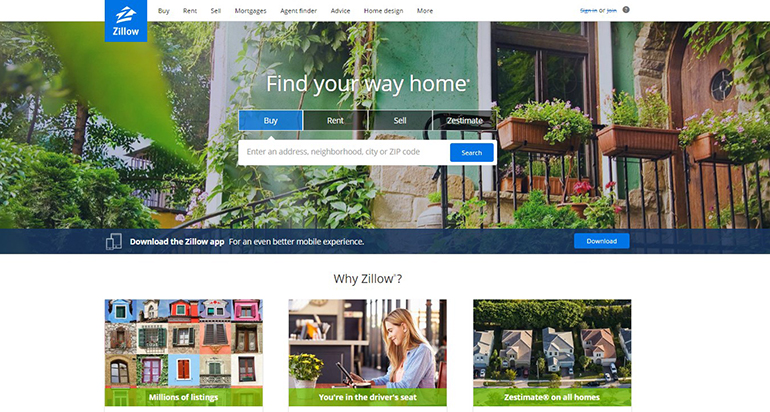 Zillow
Buy Rent Sell Mortgages Agent finder Advice Home design More
Sign in or Join ?
Find your way home®
Buy Rent Sell Zestimate
Enter an address, neighborhood, city or ZIP code Search
Download the Zillow app For an even better mobile experience. Download
Why Zillow®?
Millions of listings You're in the driver's seat Zestimate® on all homes